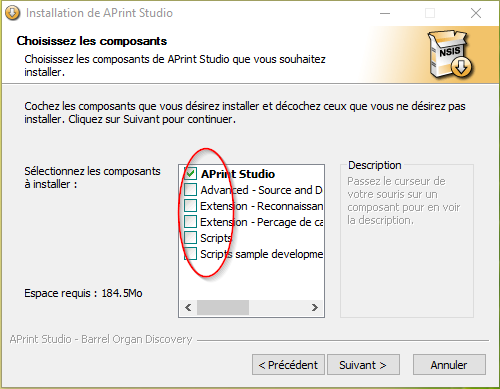 Installation de APrint Studio
Choisissez les composants
Choisissez les composants de APrint Studio que vous souhaitez
installer.
NSIS
Cochez les composants que vous désirez installer et décochez ceux que vous ne désirez pas
installer. Cliquez sur Suivant pour continuer.
Sélectionnez les composants
à installer :
APrint Studio
Advanced - Source and D
Extension - Reconnaissan
Extension - Percage de ca
Scripts
Scripts sample developme
Description
Passez le curseur de
votre souris sur un
composant pour en voir
la description.
Espace requis : 184.5Mo
APrint Studio - Barrel Organ Discovery
< Précédent
Suivant >
Annuler